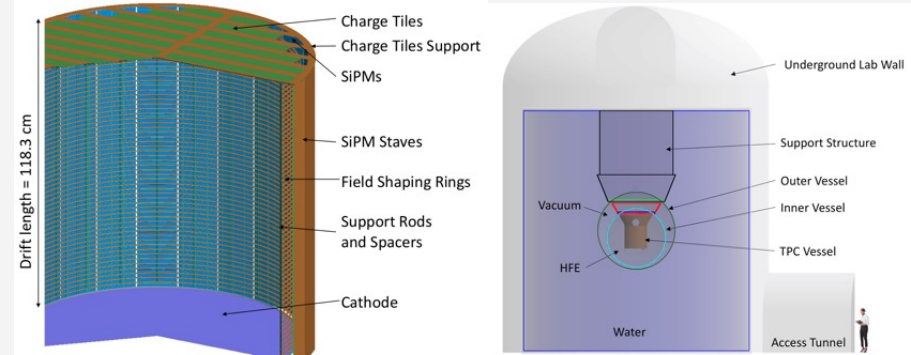 Charge Tiles
Charge Tiles Support
SiPMs
SiPM Staves
Field Shaping Rings
Support Rods
and Spacers
Cathode
Drift length = 118.3 cm
Underground Lab Wall
Support Structure
Outer Vessel
Vacuum
Inner Vessel
TPC Vessel
HFE
Water
Access Tunnel